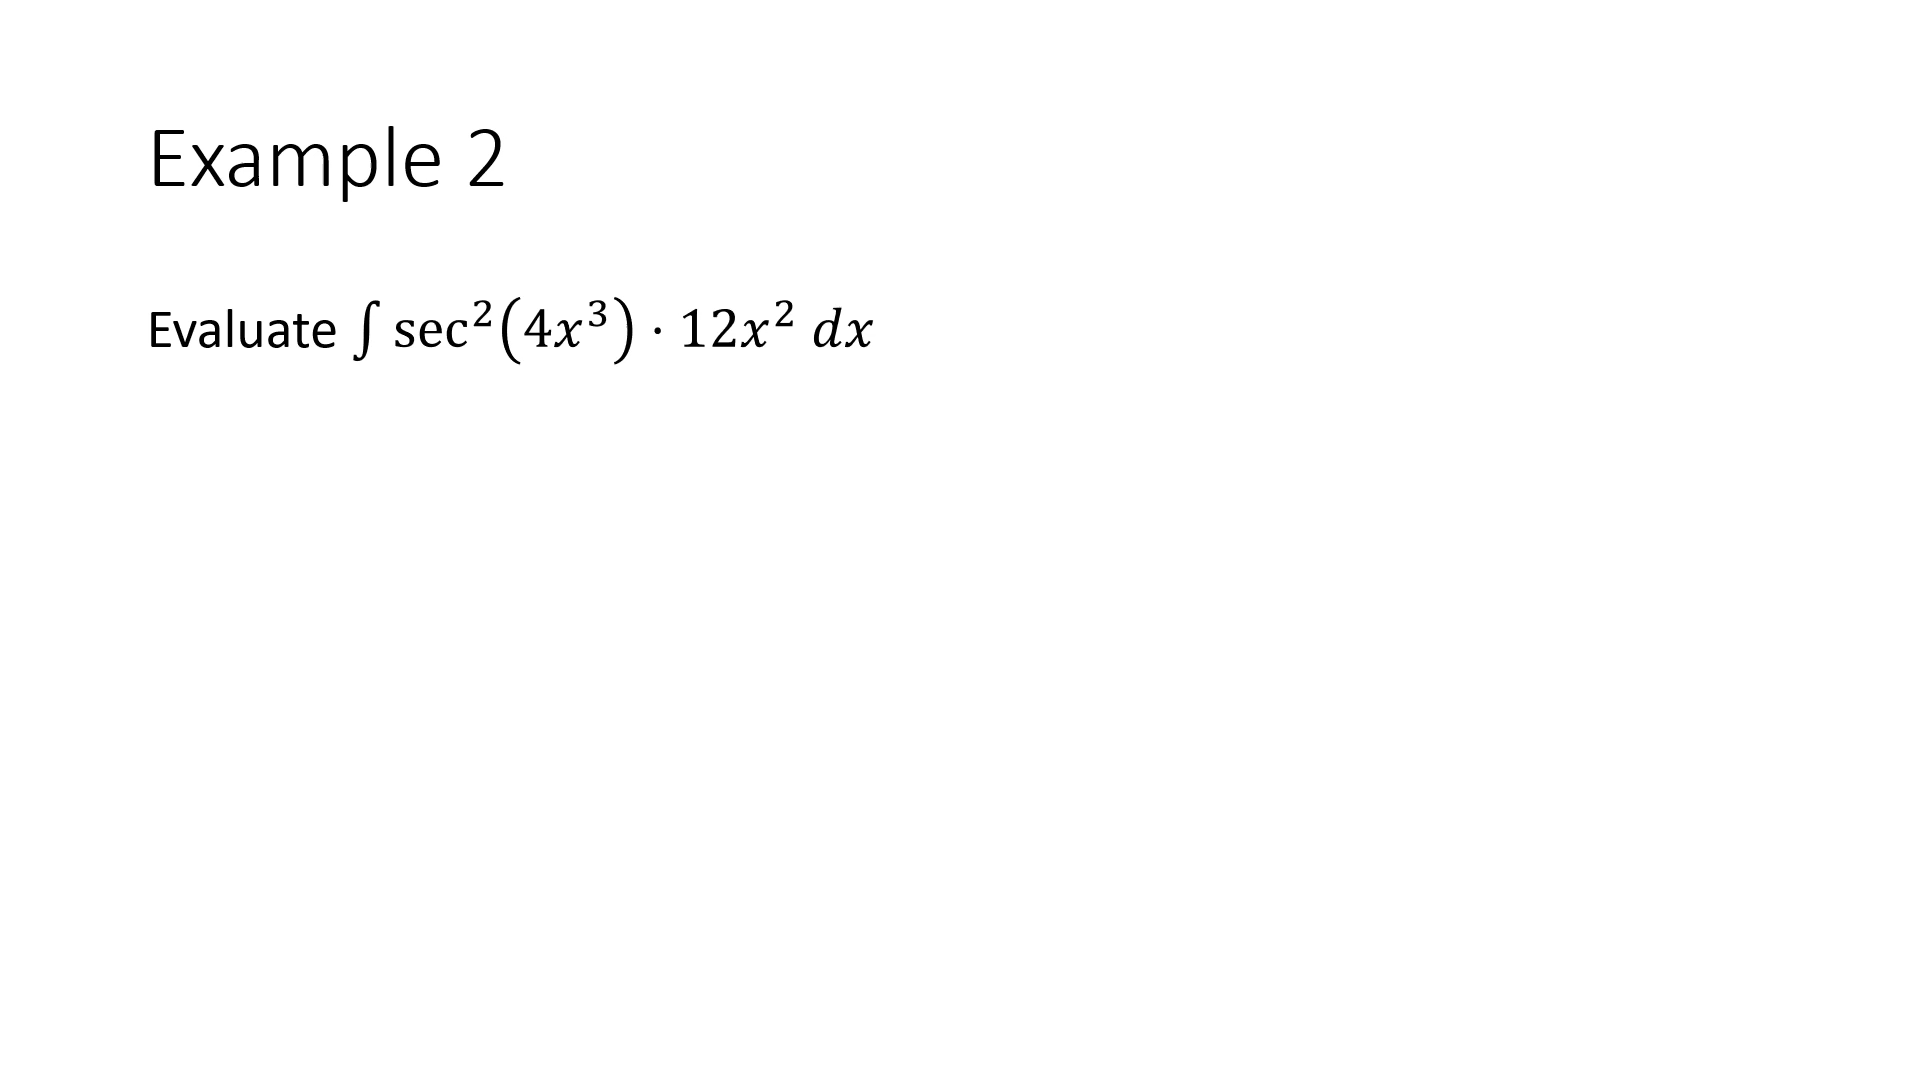 Example 2
Evaluate ∫ sec²(4x³) · 12x² dx